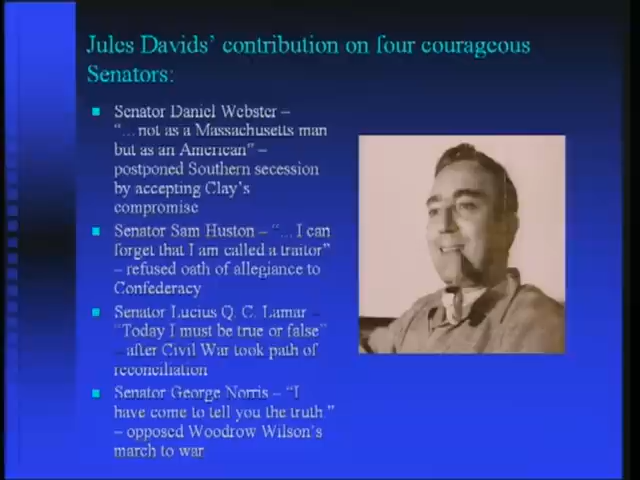 Jules Davids' contribution on four courageous
Senators:
Senator Daniel Webster –
"... not as a Massachusetts man
but as an American" –
postponed Southern secession
by accepting Clay's
compromise
Senator Sam Huston – "... I can
forget that I am called a traitor"
– refused oath of allegiance to
Confederacy
Senator Lucius Q. C. Lamar –
"Today I must be true or false"
– after Civil War took path of
reconciliation
Senator George Norris – "I
have come to tell you the truth."
– opposed Woodrow Wilson's
march to war